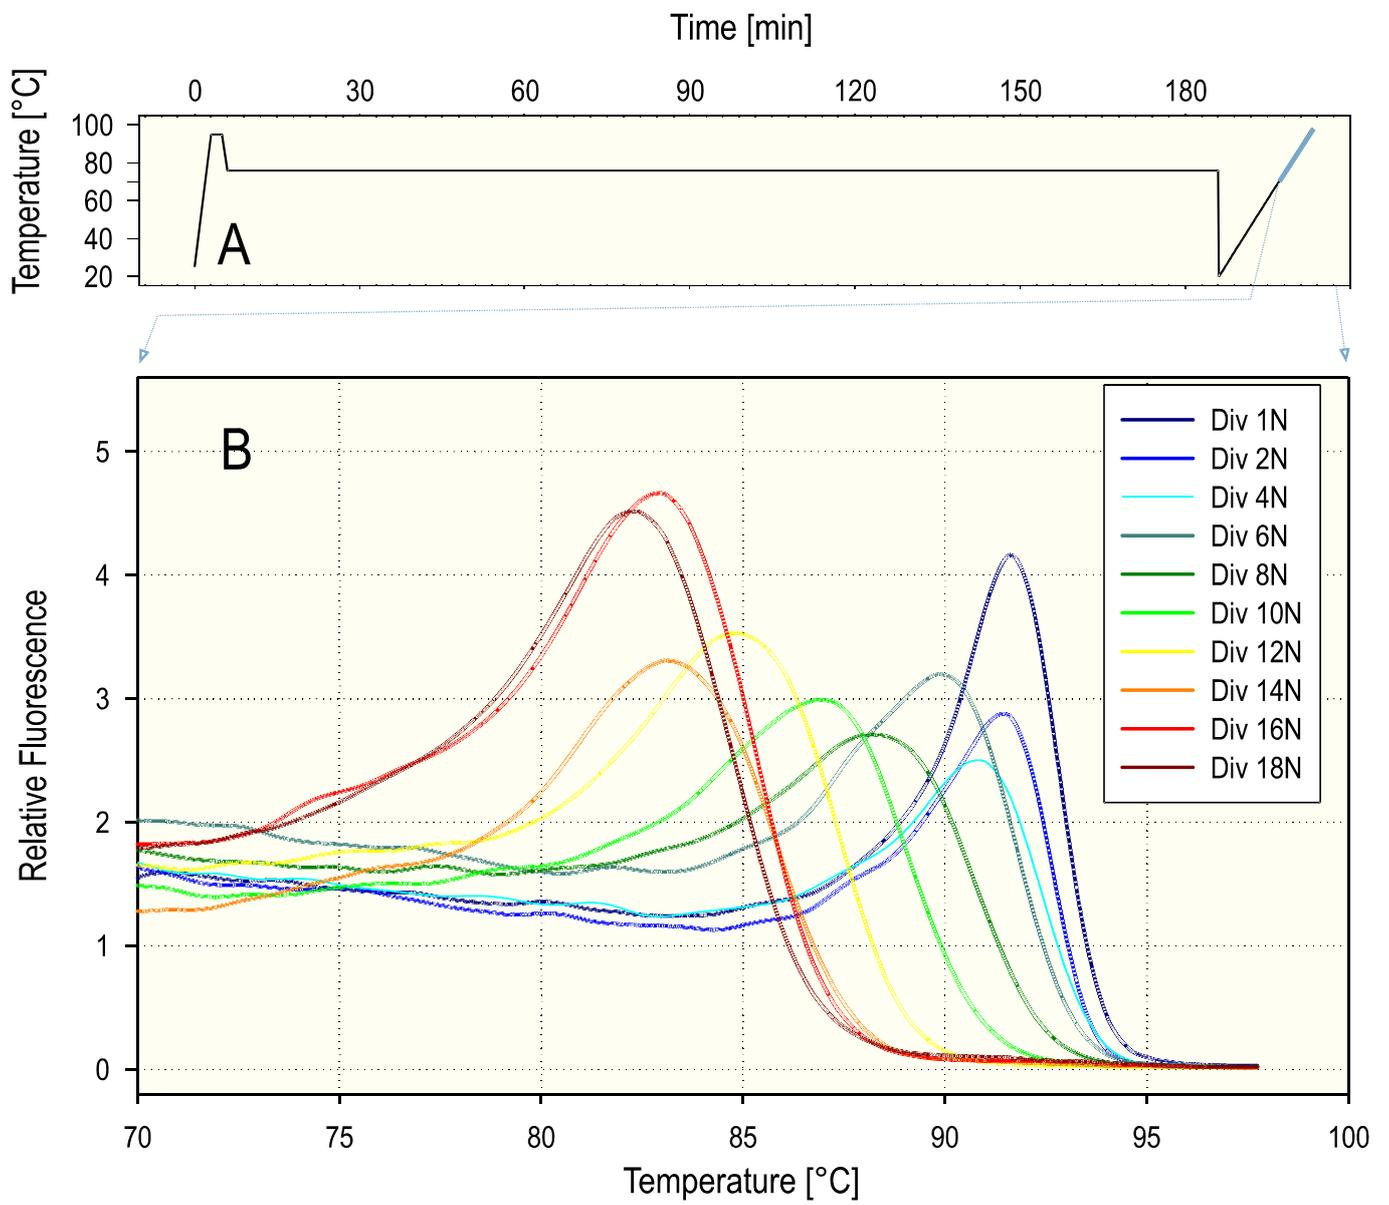 Time [min]
0 30 60 90 120 150 180
Temperature [°C]
100
80
60
40
20
A
B
Div 1N
Div 2N
Div 4N
Div 6N
Div 8N
Div 10N
Div 12N
Div 14N
Div 16N
Div 18N
Relative Fluorescence
5
4
3
2
1
0
70 75 80 85 90 95 100
Temperature [°C]